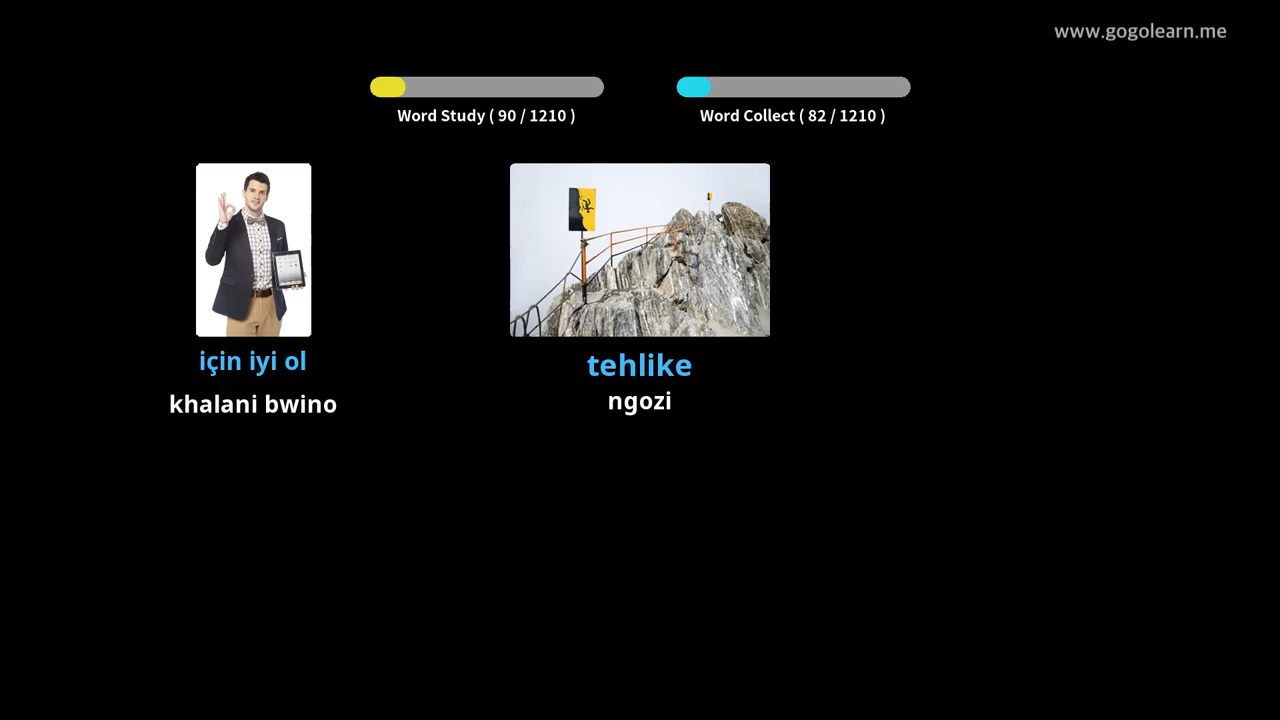 www.gogolearn.me
Word Study ( 90 / 1210 )
Word Collect ( 82 / 1210 )
için iyi ol
khalani bwino
tehlike
ngozi